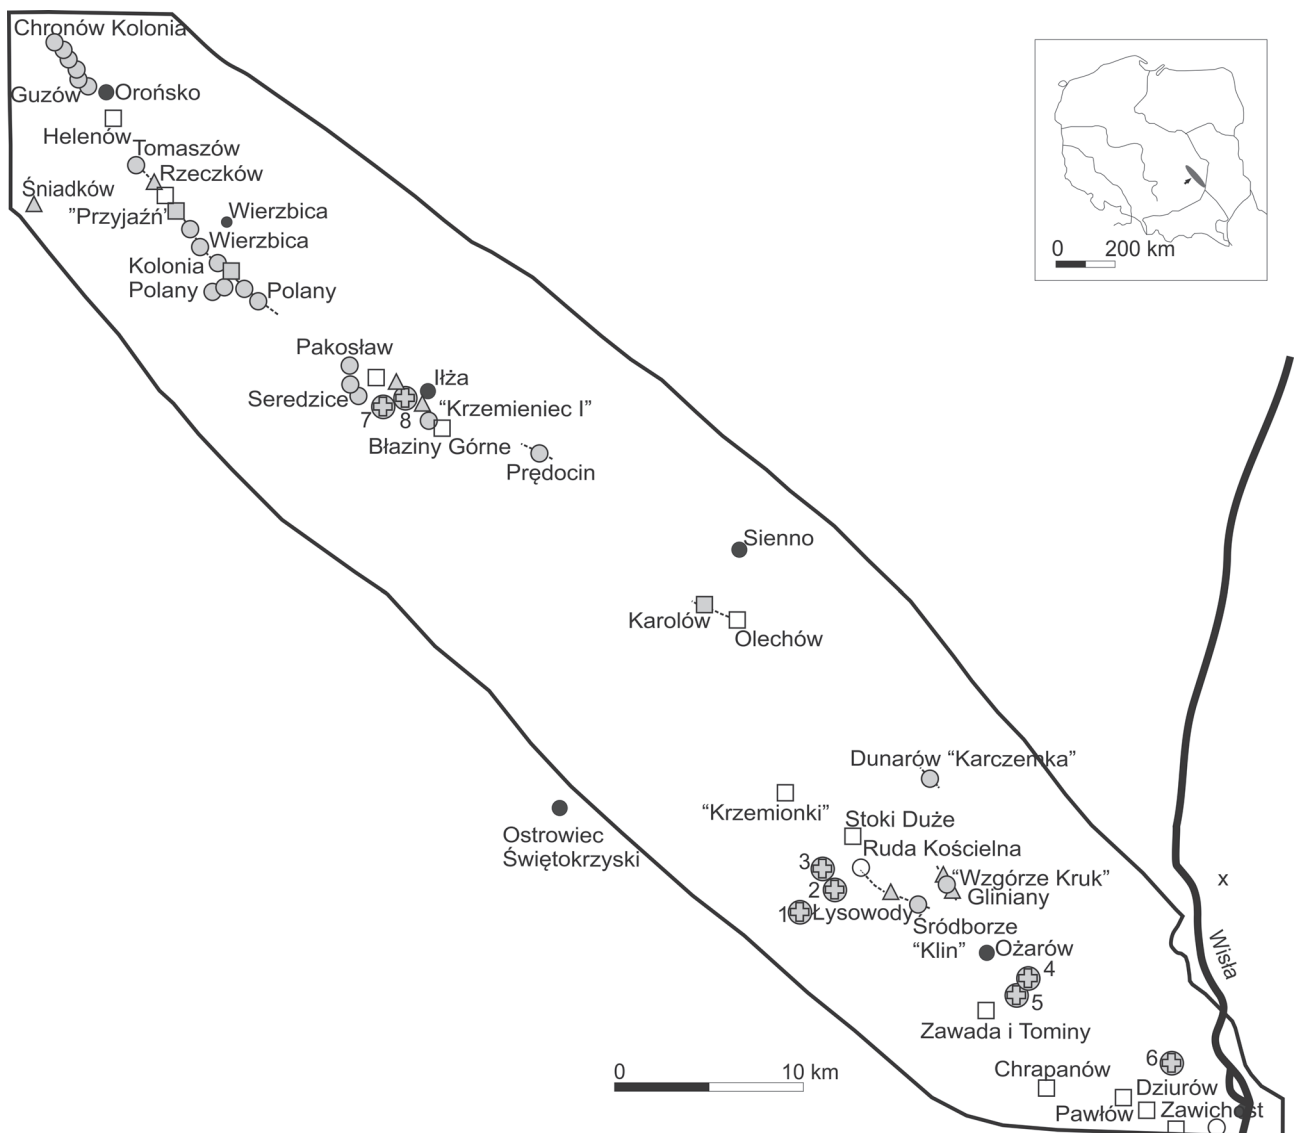 Chronów Kolonia
Guzów
Orońsko
Helenów
Tomaszów
Rzeczków
Śniadków
”Przyjaźń’
Wierzbica
Wierzbica
Kolonia
Polany
Polany
0 200 km
Pakosław
Iłża
Seredzice
“Krzemieniec I”
7
8
Błaziny Górne
Prędocin
Sienno
Karolów
Olechów
Dunarów “Karczemka”
“Krzemionki”
Stoki Duże
Ostrowiec
Świętokrzyski
Ruda Kościelna
3
“Wzgórze Kruk”
x
2
Gliniany
1
Łysowody
Śródborze
“Klin”
Ożarów
Wisła
4
5
Zawada i Tominy
6
Chrapanów
0 10 km
Dziurów
Pawłów
Zawichost